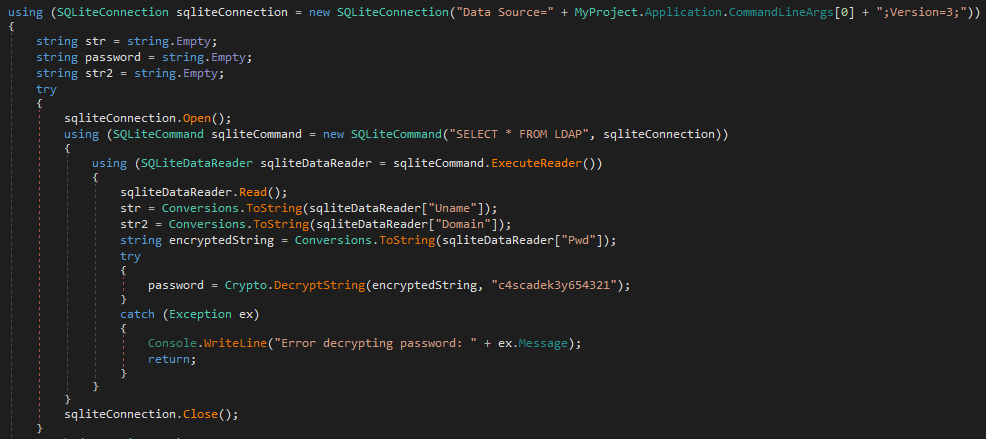 using (SQLiteConnection sqliteConnection = new SQLiteConnection("Data Source=" + MyProject.Application.CommandLineArgs[0] + ";Version=3;"))
{
string str = string.Empty;
string password = string.Empty;
string str2 = string.Empty;
try
{
sqliteConnection.Open();
using (SQLiteCommand sqliteCommand = new SQLiteCommand("SELECT * FROM LDAP", sqliteConnection))
{
using (SQLiteDataReader sqliteDataReader = sqliteCommand.ExecuteReader())
{
sqliteDataReader.Read();
str = Conversions.ToString(sqliteDataReader["Uname"]);
str2 = Conversions.ToString(sqliteDataReader["Domain"]);
string encryptedString = Conversions.ToString(sqliteDataReader["Pwd"]);
try
{
password = Crypto.DecryptString(encryptedString, "c4scadek3y654321");
}
catch (Exception ex)
{
Console.WriteLine("Error decrypting password: " + ex.Message);
return;
}
}
}
sqliteConnection.Close();
}